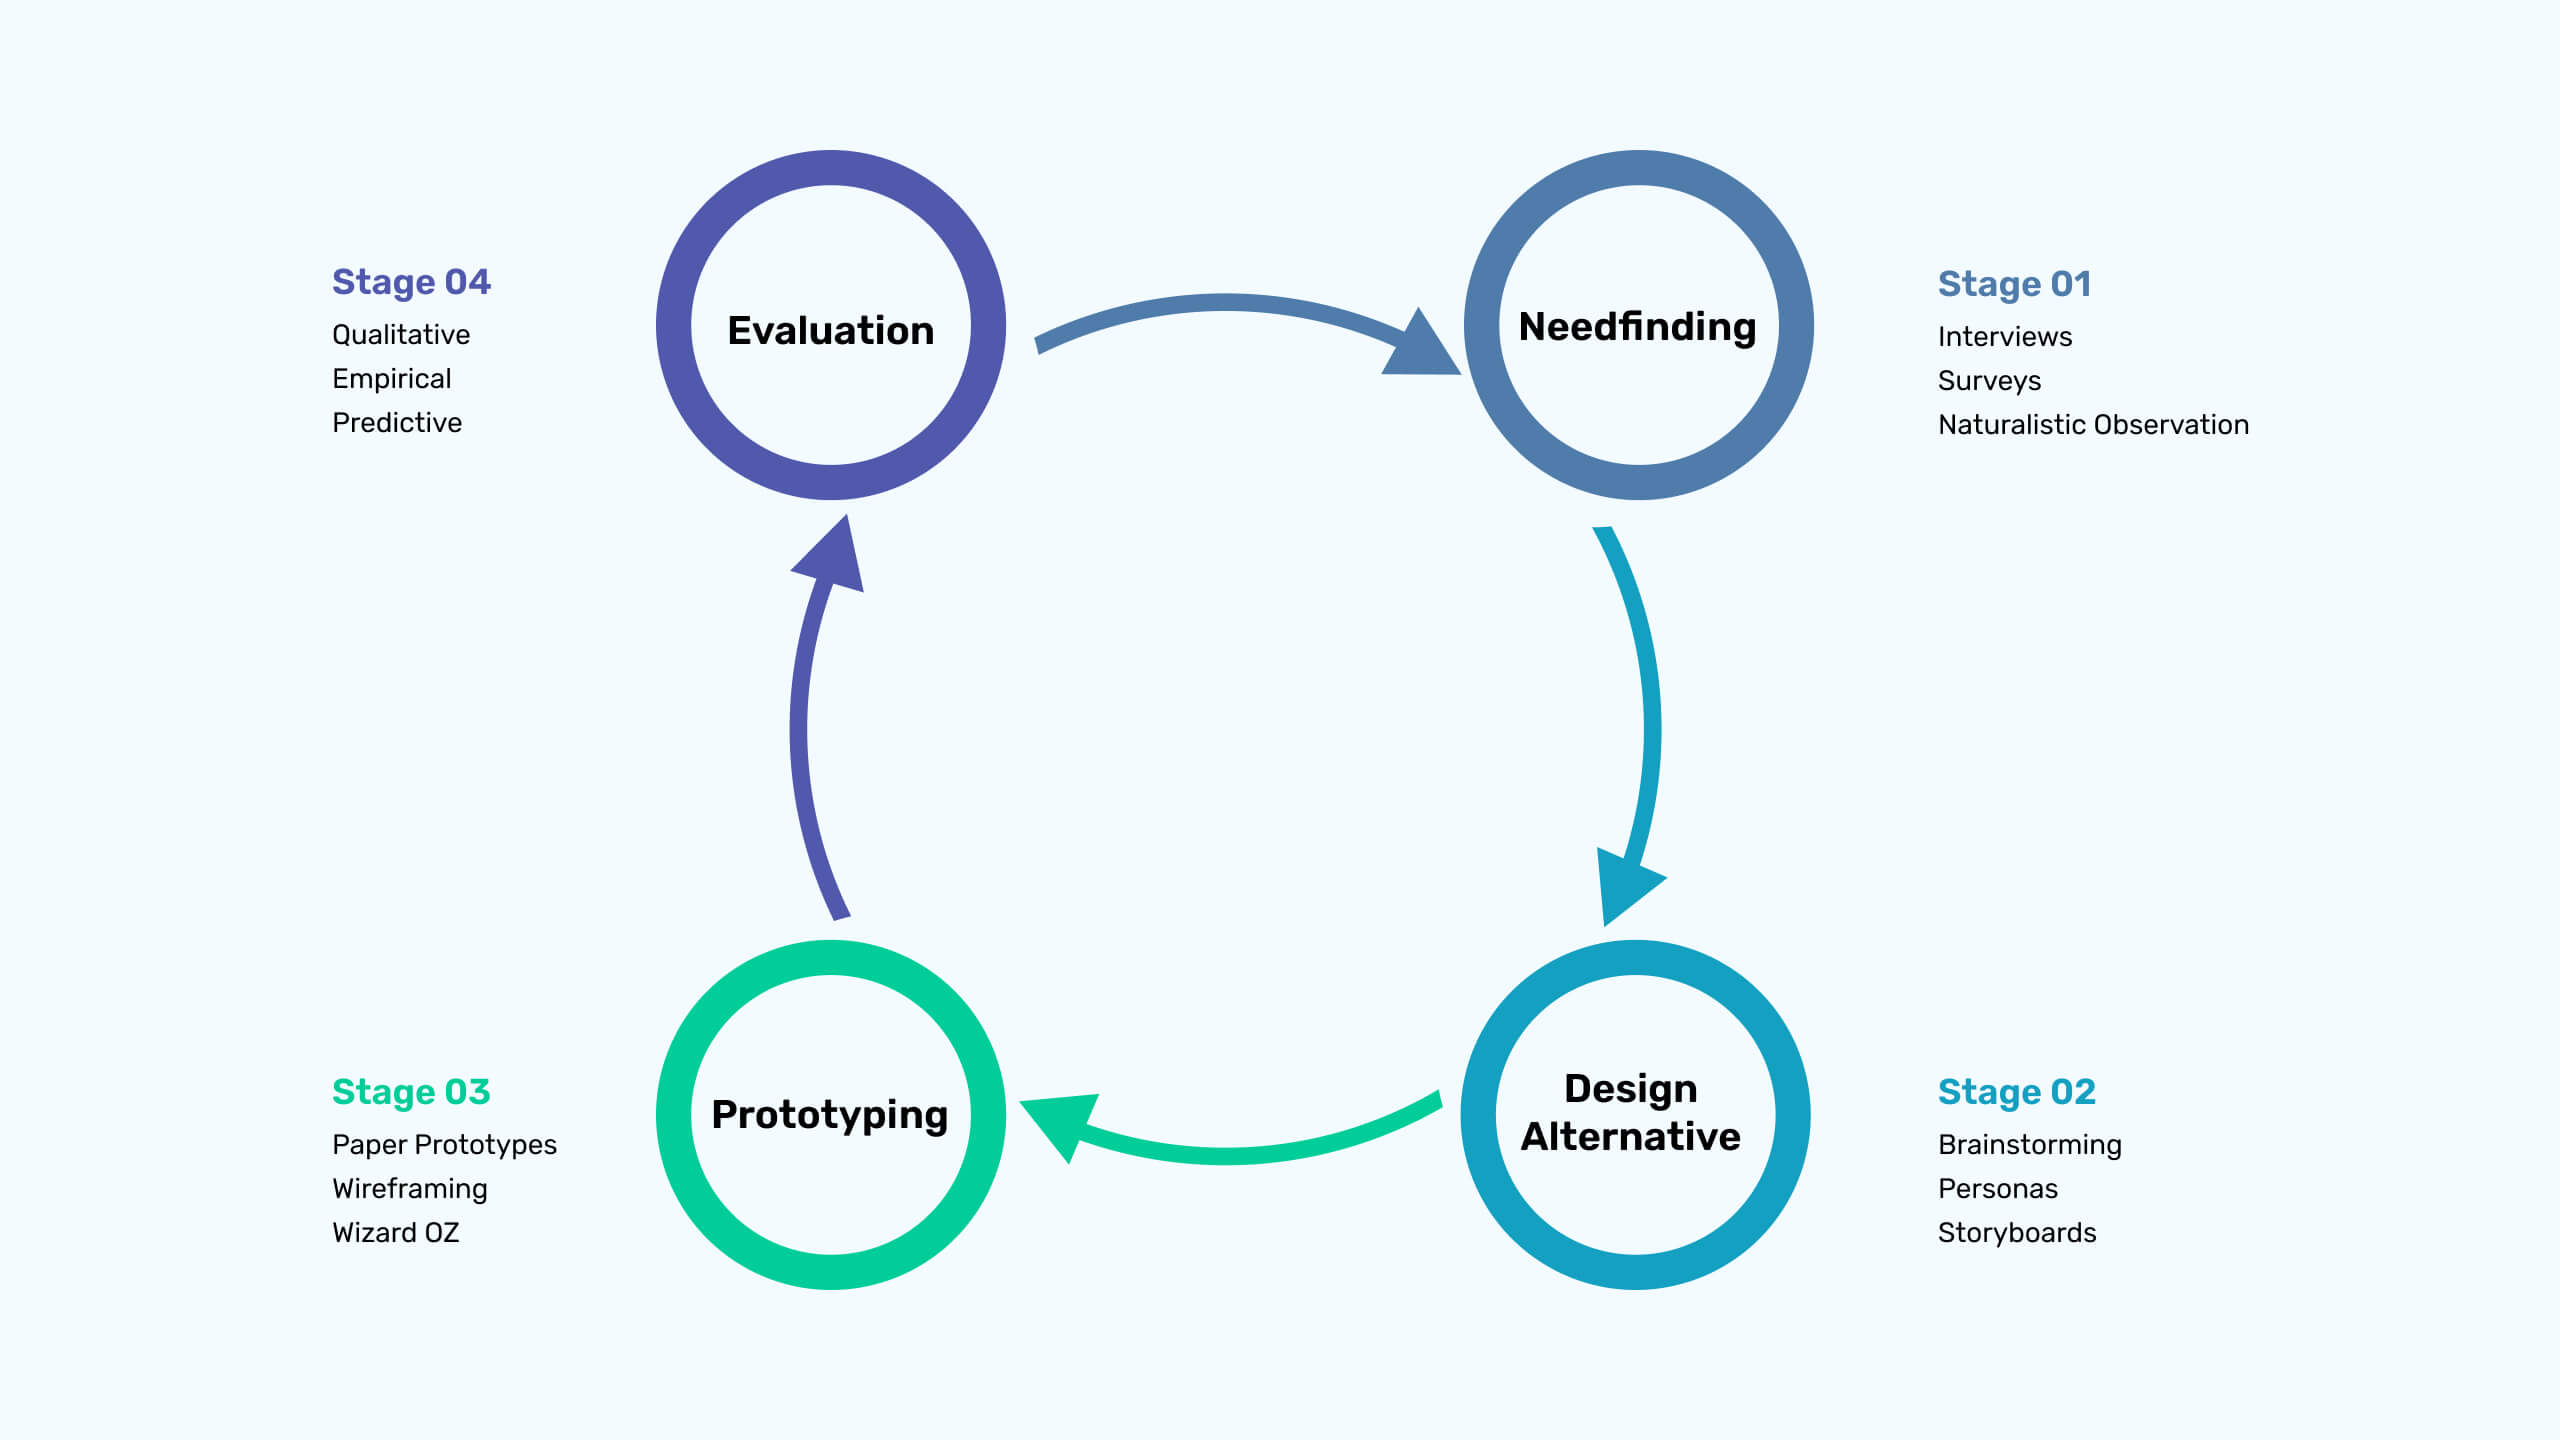 Stage 04
Qualitative
Empirical
Predictive
Evaluation
Needfinding
Stage 01
Interviews
Surveys
Naturalistic Observation
Stage 03
Paper Prototypes
Wireframing
Wizard OZ
Prototyping
Design
Alternative
Stage 02
Brainstorming
Personas
Storyboards